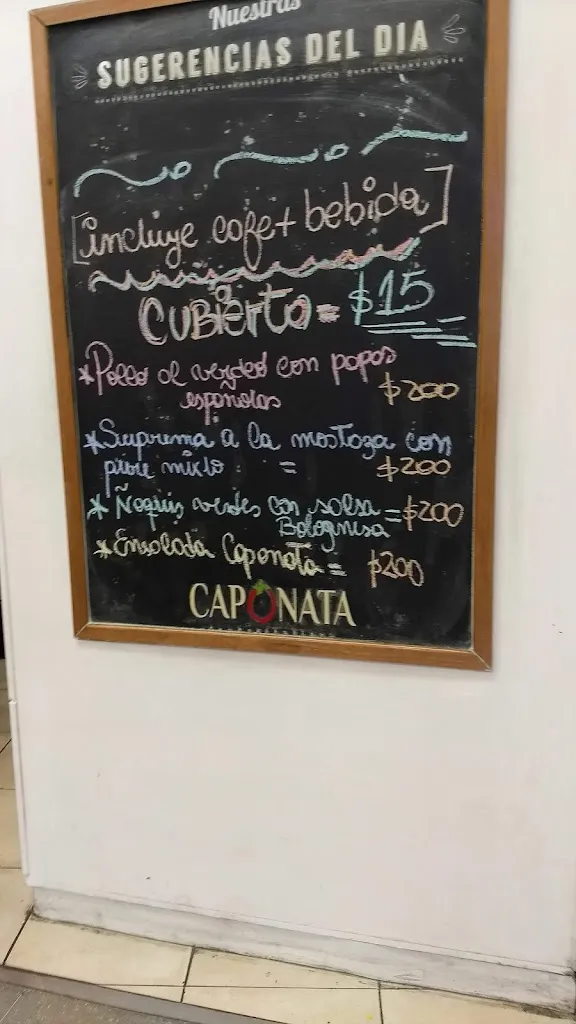 Nuestras
SUGERENCIAS DEL DIA
[incluye cafe + bebida]
CUBIERTO = $15
*Pollo al verdeo con papas
españolas $200
*Suprema a la mostaza con
pure mixto = $200
*Ñoquis verdes con salsa = $200
Bolognesa
*Ensalada Caponata = $200
CAPONATA